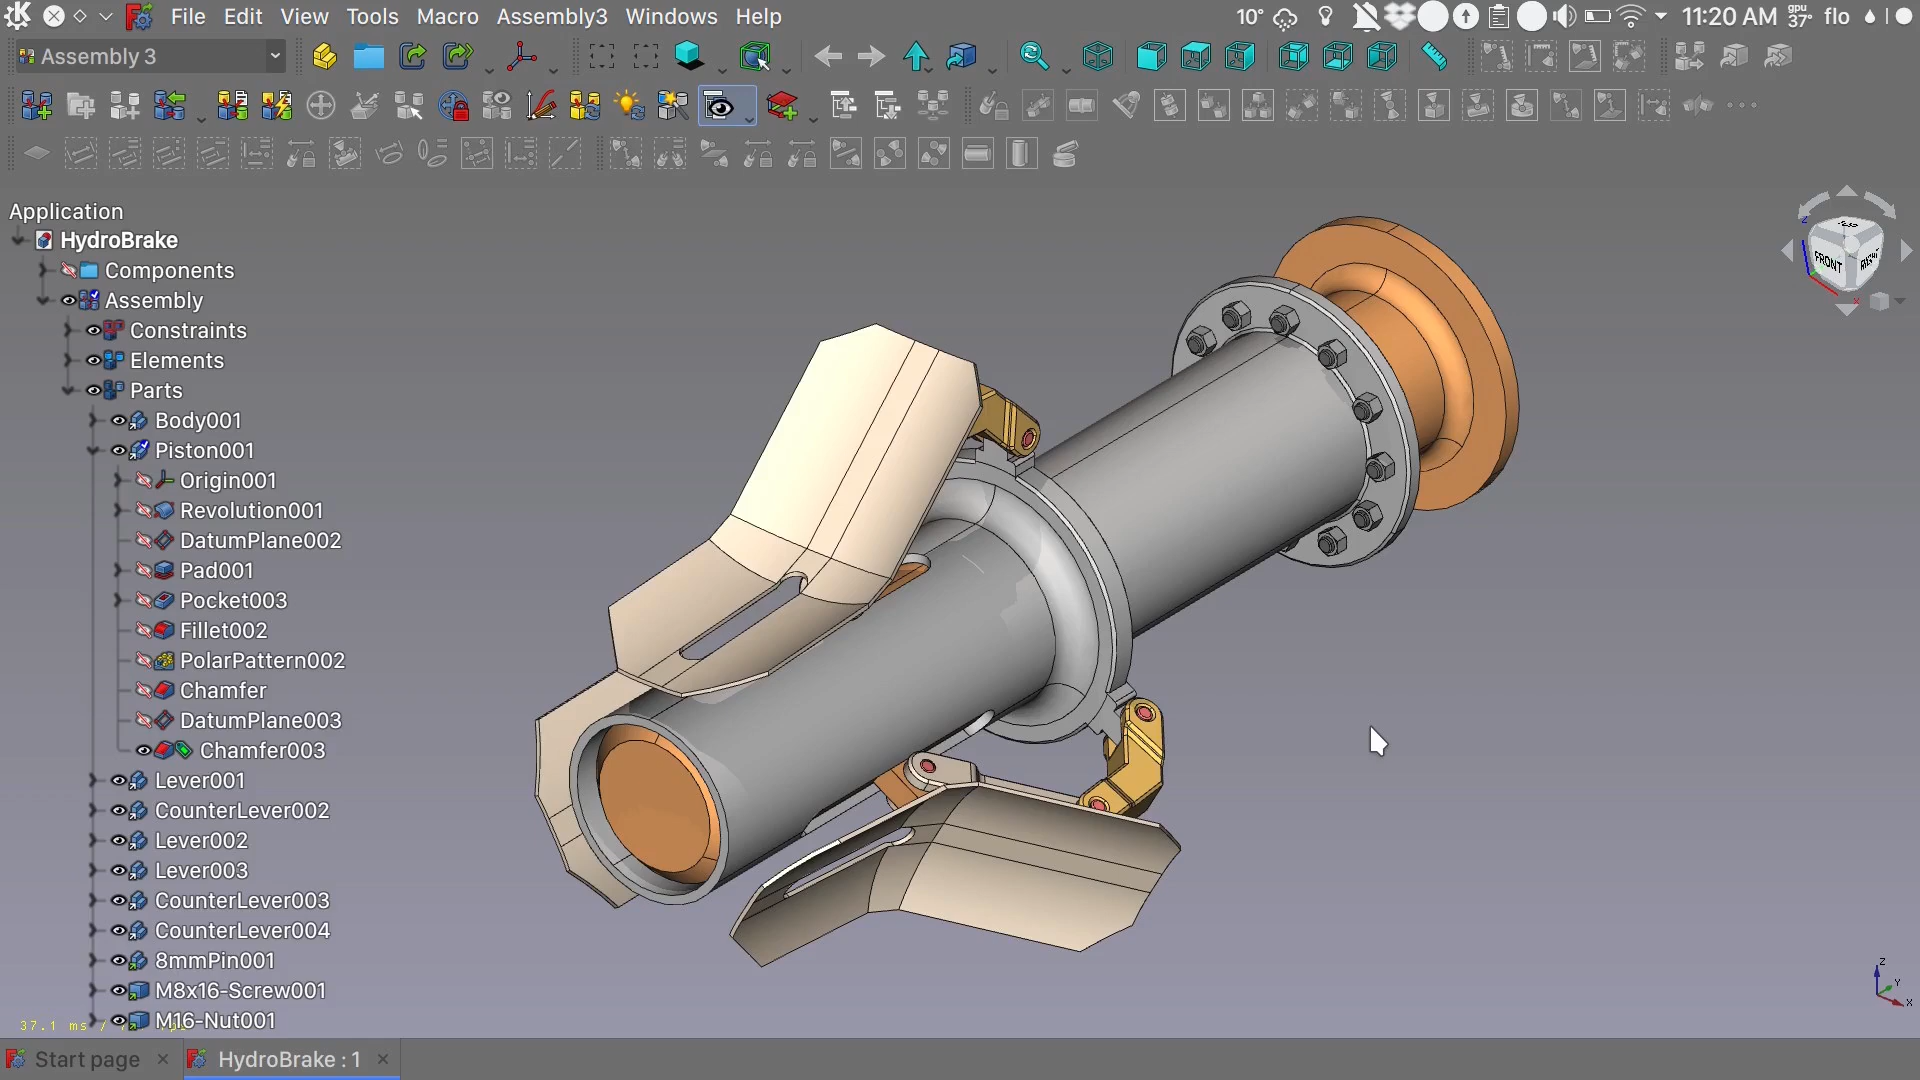 File Edit View Tools Macro Assembly3 Windows Help
10° 11:20 AM gpu 37° flo
Assembly 3
Application
HydroBrake
Components
Assembly
Constraints
Elements
Parts
Body001
Piston001
Origin001
Revolution001
DatumPlane002
Pad001
Pocket003
Fillet002
PolarPattern002
Chamfer
DatumPlane003
Chamfer003
Lever001
CounterLever002
Lever002
Lever003
CounterLever003
CounterLever004
8mmPin001
M8x16-Screw001
M16-Nut001
37.1 ms /
FRONT
RIGHT
Z
X
Z
Y
X
Start page
HydroBrake : 1